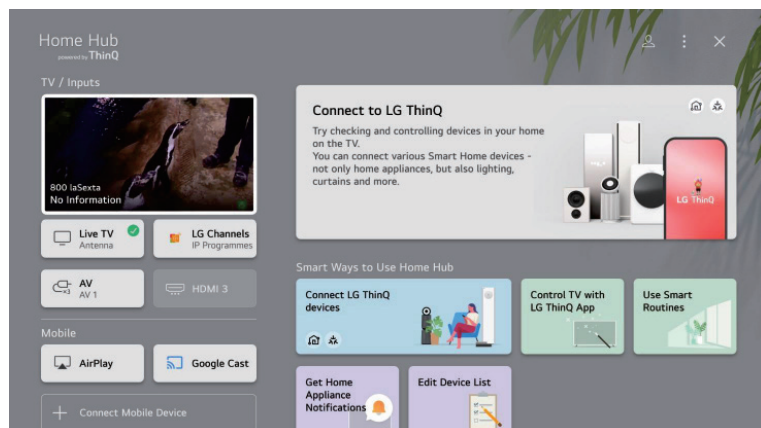 Home Hub
powered by ThinQ
TV / Inputs
800 laSexta
No Information
Live TV
Antenna
LG Channels
IP Programmes
AV
AV 1
x3
HDMI 3
Mobile
AirPlay
Google Cast
Connect Mobile Device
Connect to LG ThinQ
Try checking and controlling devices in your home
on the TV.
You can connect various Smart Home devices -
not only home appliances, but also lighting,
curtains and more.
LG ThinQ
Smart Ways to Use Home Hub
Connect LG ThinQ
devices
Control TV with
LG ThinQ App
Use Smart
Routines
Get Home
Appliance
Notifications
Edit Device List